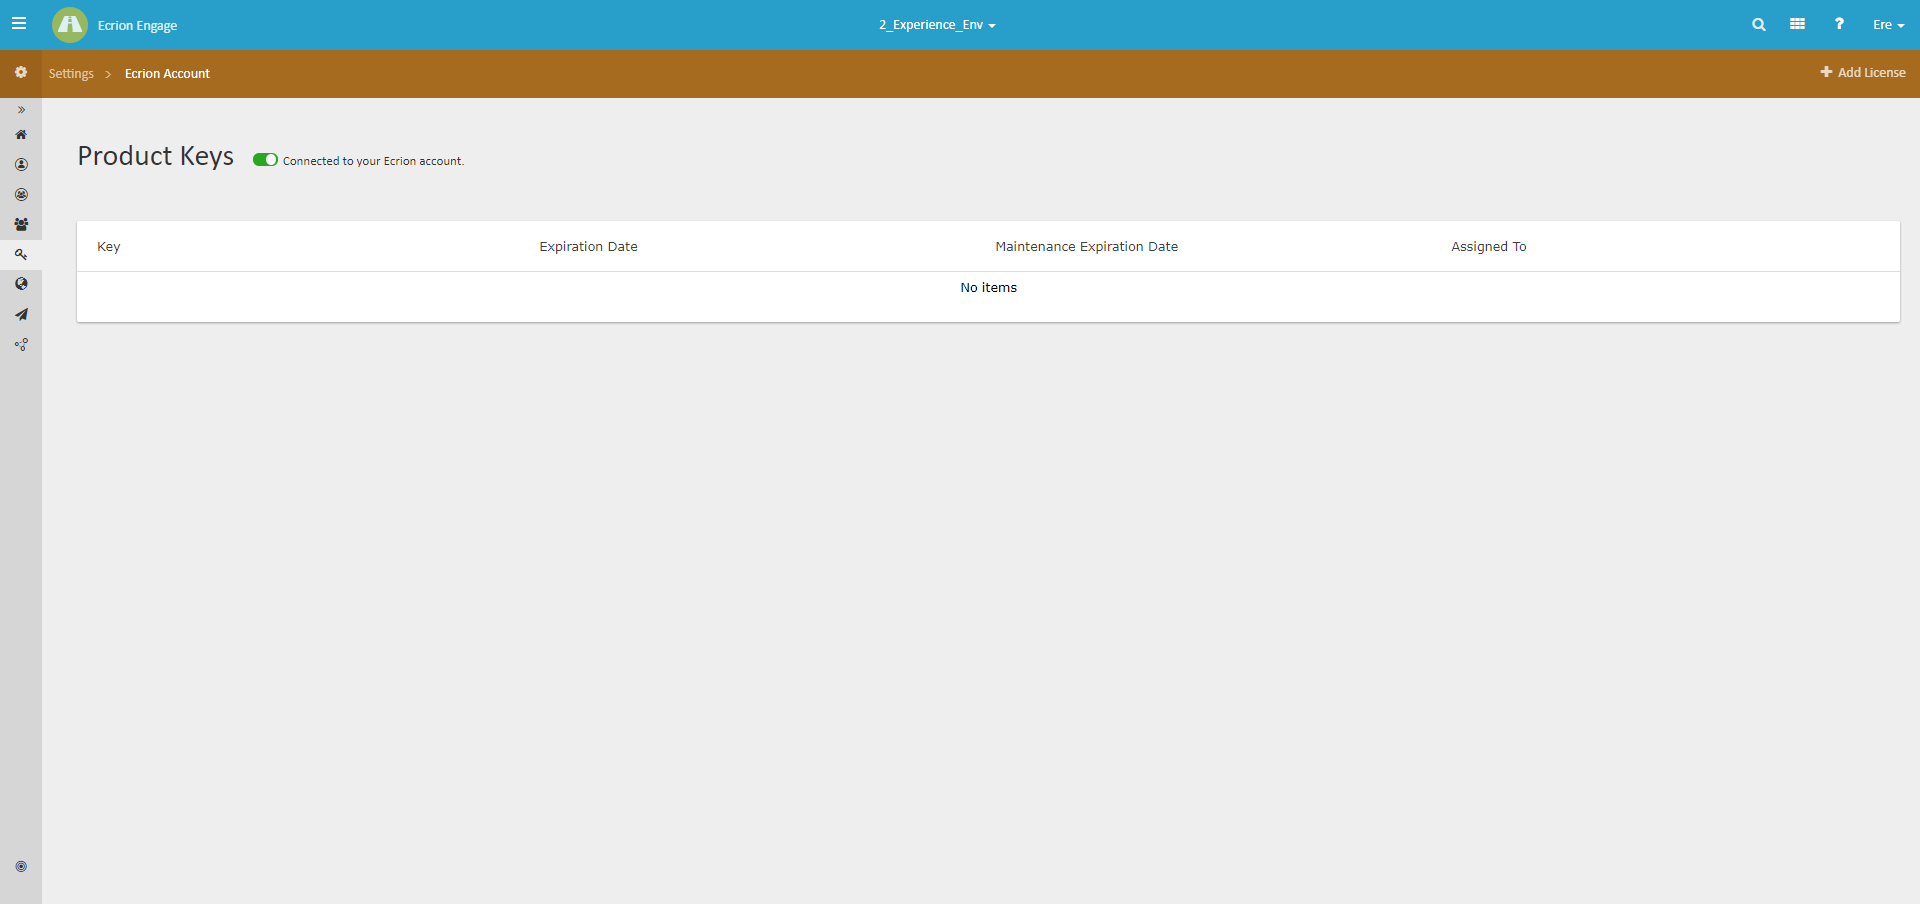 Ecrion Engage
2_Experience_Env
Ere
Settings > Ecrion Account
Add License
Product Keys
Connected to your Ecrion account.
Key Expiration Date Maintenance Expiration Date Assigned To
No items